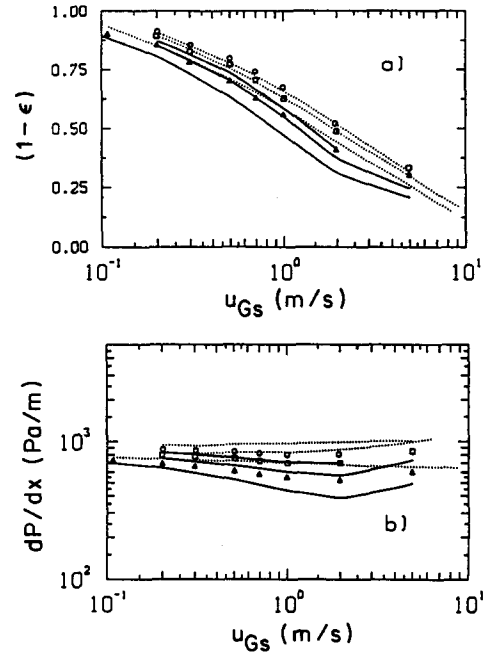 1.00
0.75
0.50
0.25
0.00
(1-ϵ)
a)
10⁻¹
10⁰
10¹
u_Gs (m/s)
10³
10²
dP/dx (Pa/m)
b)
10⁻¹
10⁰
10¹
u_Gs (m/s)